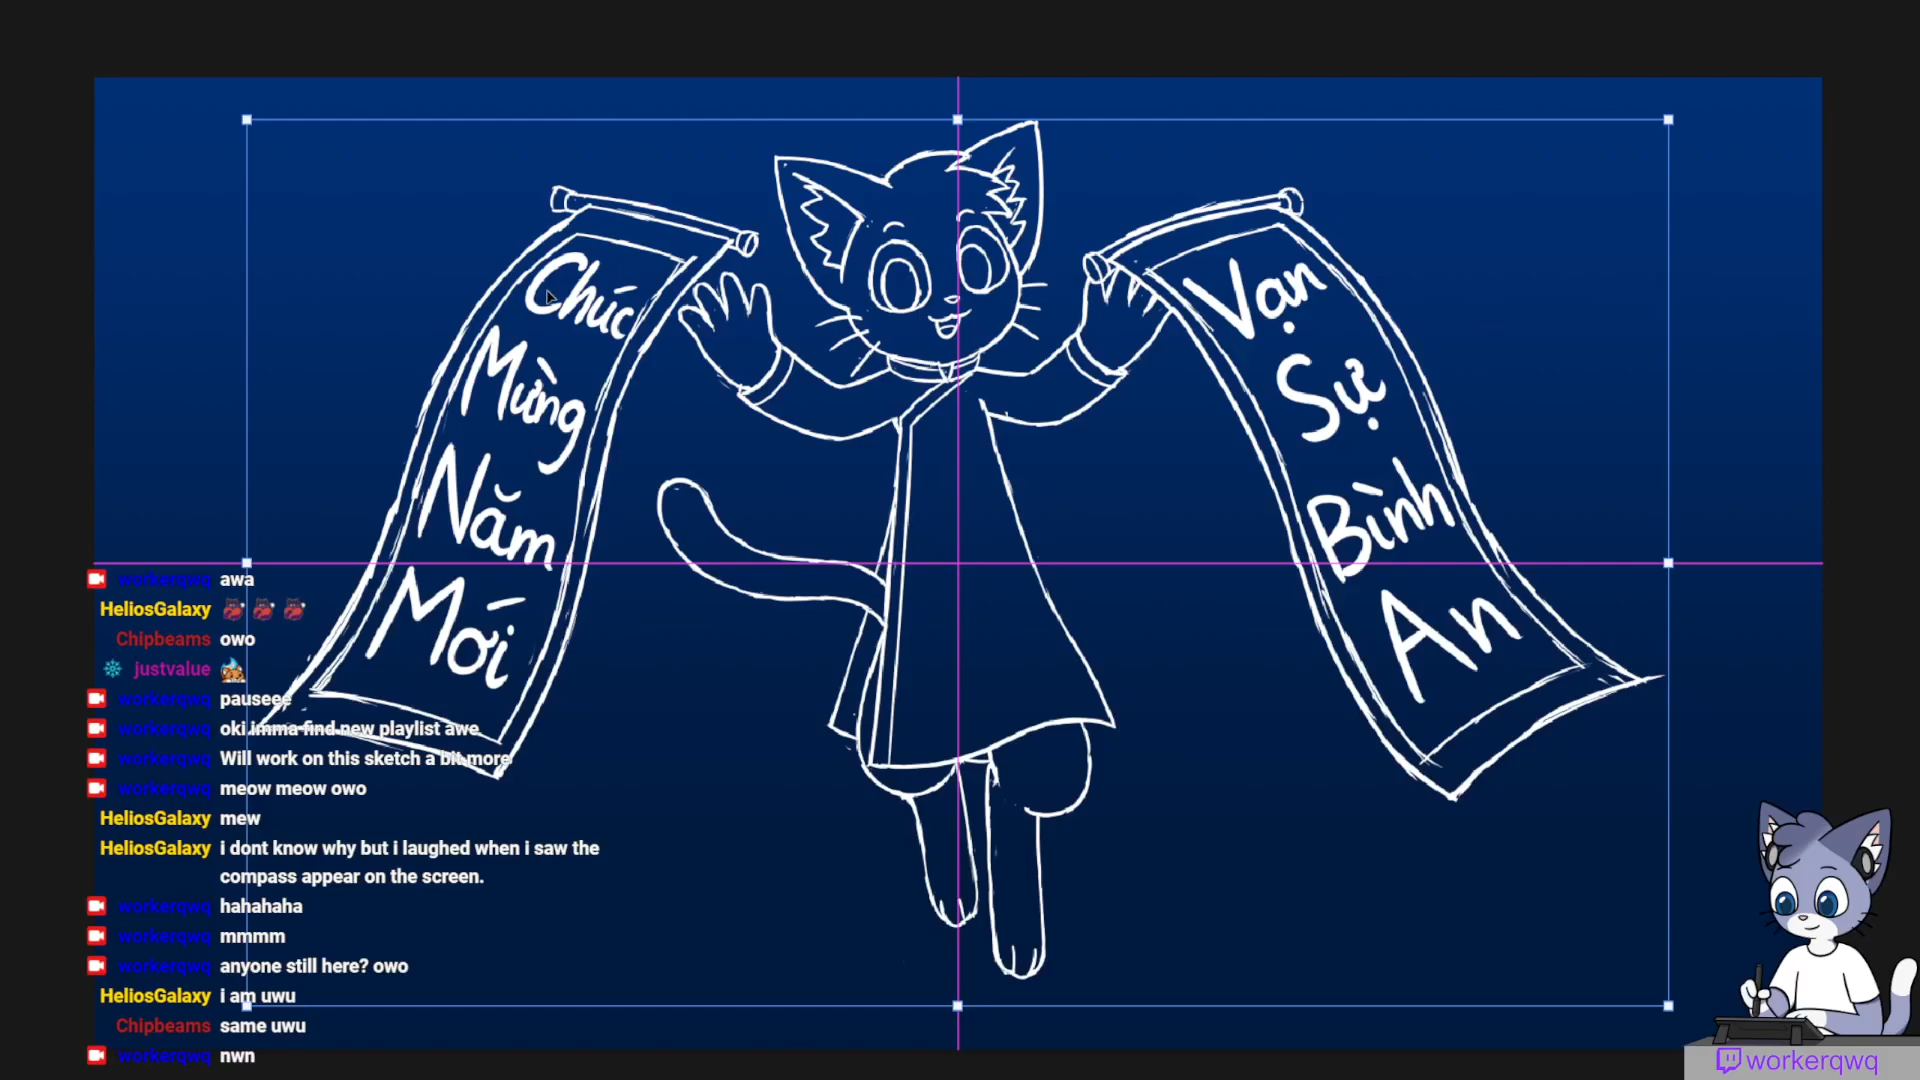 Chúc
Mừng
Năm
Mới
Vạn
Sự
Bình
An
workerqwq awa
HeliosGalaxy
Chipbeams owo
justvalue
workerqwq pauseee
workerqwq oki imma find new playlist awe
workerqwq Will work on this sketch a bit more
workerqwq meow meow owo
HeliosGalaxy mew
HeliosGalaxy i dont know why but i laughed when i saw the
compass appear on the screen.
workerqwq hahahaha
workerqwq mmmm
workerqwq anyone still here? owo
HeliosGalaxy i am uwu
Chipbeams same uwu
workerqwq nwn
workerqwq